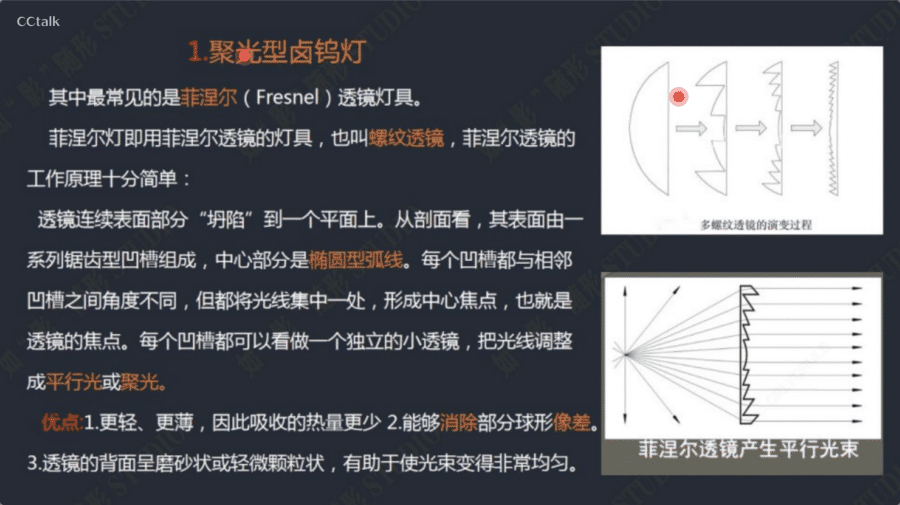 CCtalk
1.聚光型卤钨灯
其中最常见的是菲涅尔（Fresnel）透镜灯具。
菲涅尔灯即用菲涅尔透镜的灯具，也叫螺纹透镜，菲涅尔透镜的
工作原理十分简单：
透镜连续表面部分“坍陷”到一个平面上。从剖面看，其表面由一
系列锯齿型凹槽组成，中心部分是椭圆型弧线。每个凹槽都与相邻
凹槽之间角度不同，但都将光线集中一处，形成中心焦点，也就是
透镜的焦点。每个凹槽都可以看做一个独立的小透镜，把光线调整
成平行光或聚光。
优点:1.更轻、更薄，因此吸收的热量更少 2.能够消除部分球形像差。
3.透镜的背面呈磨砂状或轻微颗粒状，有助于使光束变得非常均匀。
多螺纹透镜的演变过程
菲涅尔透镜产生平行光束